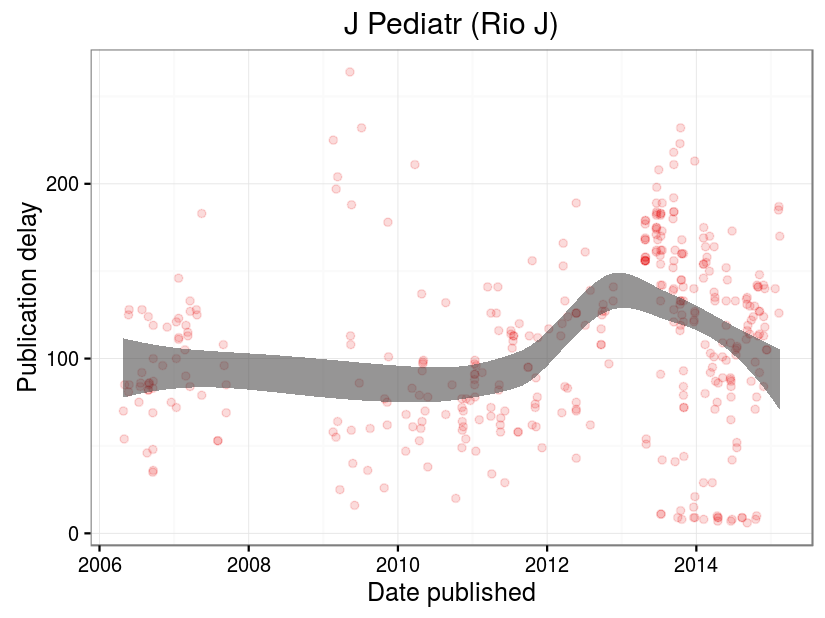 J Pediatr (Rio J)
Publication delay
200
100
0
2006 2008 2010 2012 2014
Date published